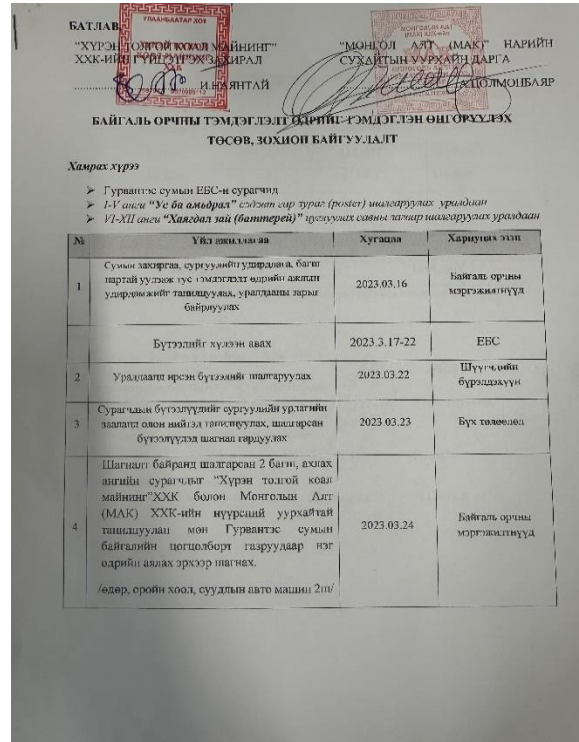 БАТЛАВ
"ХҮРЭН ТОЛГОЙ КОАЛ МАЙНИНГ"
ХХК-ИЙН ГҮЙЦЭТГЭХ ЗАХИРАЛ
И.НАЯНТАЙ
"МОНГОЛ АЛТ (МАК)" НАРИЙН
СУХАЙТЫН УУРХАЙН ДАРГА
БАЙГАЛЬ ОРЧНЫ ТЭМДЭГЛЭЛТ ӨДРИЙГ ТЭМДЭГЛЭН ӨНГӨРҮҮЛЭХ
ТӨСӨВ, ЗОХИОН БАЙГУУЛАЛТ
Хамрах хүрээ
➢ Гурвантэс сумын ЕБС-н сурагчид
➢ I-V анги "Ус ба амьдрал" сэдэвт гар зураг (poster) шалгаруулах уралдаан
➢ VI-XII анги "Хаягдал зай (баттерей)" цуглуулах савны загвар шалгаруулах уралдаан
№ Үйл ажиллагаа Хугацаа Хариуцах эзэн
1 Сумын захиргаа, сургуулийн удирдлага, багш
нартай уулзаж тус тэмдэглэлт өдрийн ажлын
удирдамжийг танилцуулах, уралдааны зарыг
байрлуулах
2023.03.16
Байгаль орчны
мэргэжилтнүүд
Бүтээлийг хүлээн авах 2023.3.17-22 ЕБС
2 Уралдаанд ирсэн бүтээлийг шалгаруулах 2023.03.22 Шүүгчдийн
бүрэлдэхүүн
3 Сурагчдын бүтээлүүдийг сургуулийн урлагийн
зааланд олон нийтэд танилцуулах, шалгарсан
бүтээлүүдэд шагнал гардуулах
2023.03.23
Бүх төлөөлөл
4 Шагналт байранд шалгарсан 2 багш, ахлах
ангийн сурагчдыг "Хүрэн толгой коал
майнинг"ХХК болон Монголын Алт
(МАК) ХХК-ийн нүүрсний уурхайтай
танилцуулан мөн Гурвантэс сумын
байгалийн цогцолборт газруудаар нэг
өдрийн аялах эрхээр шагнах.
/өдөр, оройн хоол, суудлын авто машин 2ш/
2023.03.24
Байгаль орчны
мэргэжилтнүүд